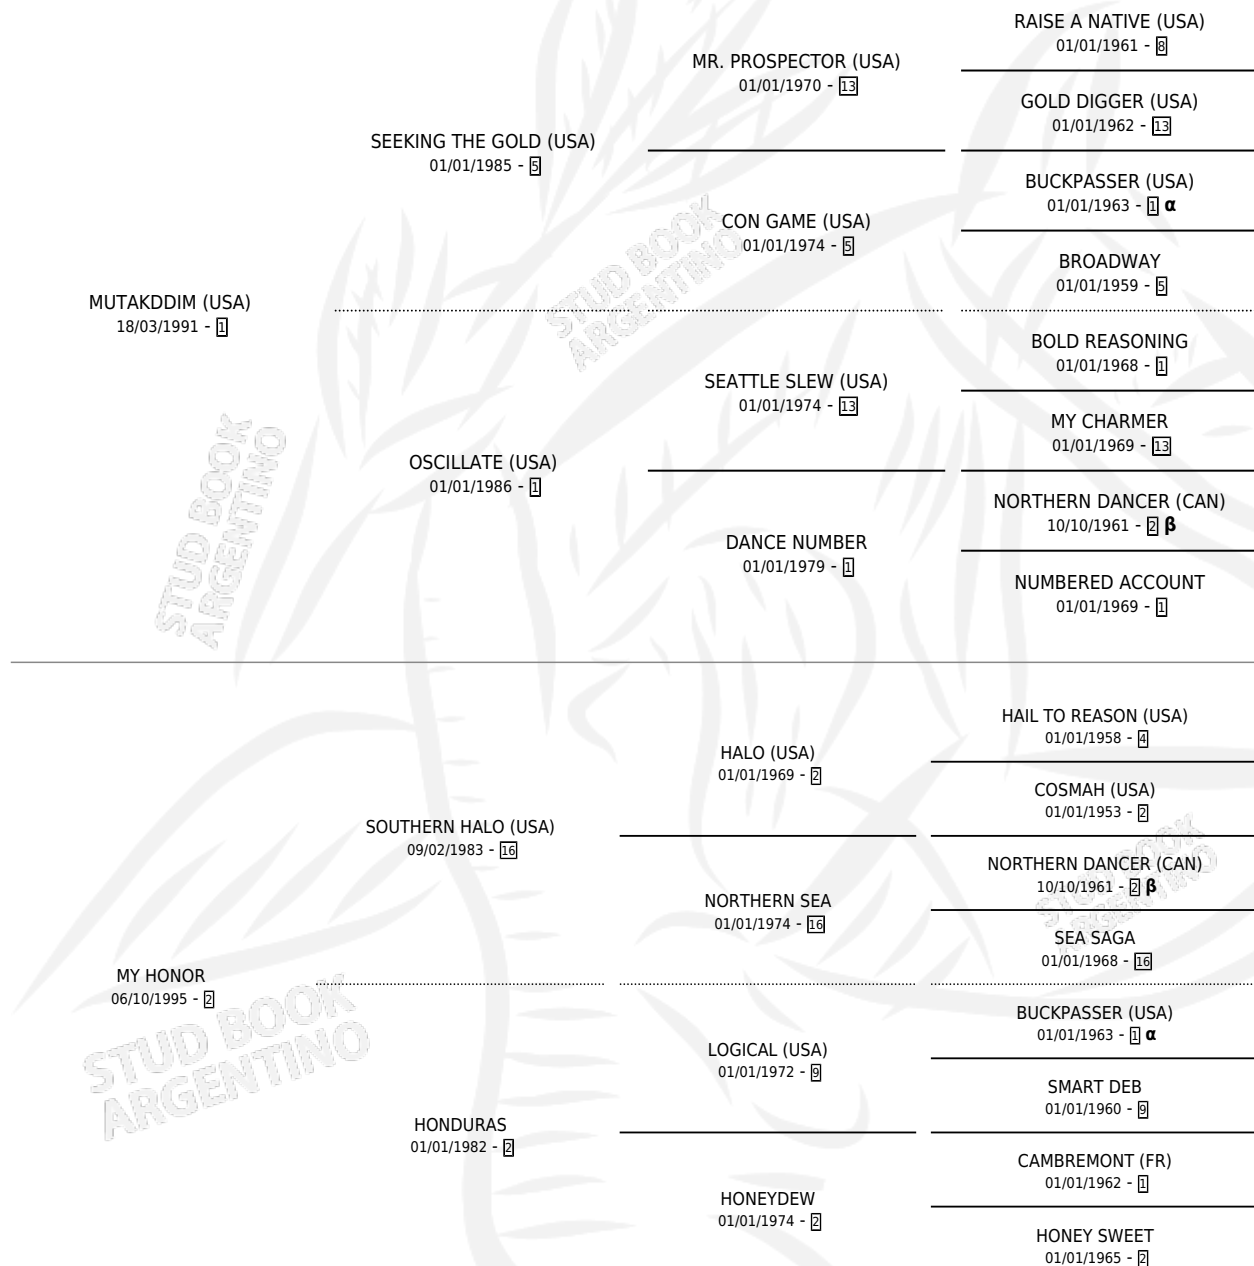 RAISE A NATIVE (USA)
01/01/1961 - 8
MR. PROSPECTOR (USA)
01/01/1970 - 13
GOLD DIGGER (USA)
01/01/1962 - 13
SEEKING THE GOLD (USA)
01/01/1985 - 5
BUCKPASSER (USA)
01/01/1963 - 1 α
CON GAME (USA)
01/01/1974 - 5
BROADWAY
01/01/1959 - 5
MUTAKDDIM (USA)
18/03/1991 - 1
BOLD REASONING
01/01/1968 - 1
SEATTLE SLEW (USA)
01/01/1974 - 13
MY CHARMER
01/01/1969 - 13
OSCILLATE (USA)
01/01/1986 - 1
NORTHERN DANCER (CAN)
10/10/1961 - 2 β
DANCE NUMBER
01/01/1979 - 1
NUMBERED ACCOUNT
01/01/1969 - 1
HAIL TO REASON (USA)
01/01/1958 - 4
HALO (USA)
01/01/1969 - 2
COSMAH (USA)
01/01/1953 - 2
SOUTHERN HALO (USA)
09/02/1983 - 16
NORTHERN DANCER (CAN)
10/10/1961 - 2 β
NORTHERN SEA
01/01/1974 - 16
SEA SAGA
01/01/1968 - 16
MY HONOR
06/10/1995 - 2
BUCKPASSER (USA)
01/01/1963 - 1 α
LOGICAL (USA)
01/01/1972 - 9
SMART DEB
01/01/1960 - 9
HONDURAS
01/01/1982 - 2
CAMBREMONT (FR)
01/01/1962 - 1
HONEYDEW
01/01/1974 - 2
HONEY SWEET
01/01/1965 - 2
STUD BOOK
ARGENTINO
STUD BOOK
ARGENTINO
STUD BOOK
ARGENTINO
STUD BOOK
ARGENTINO